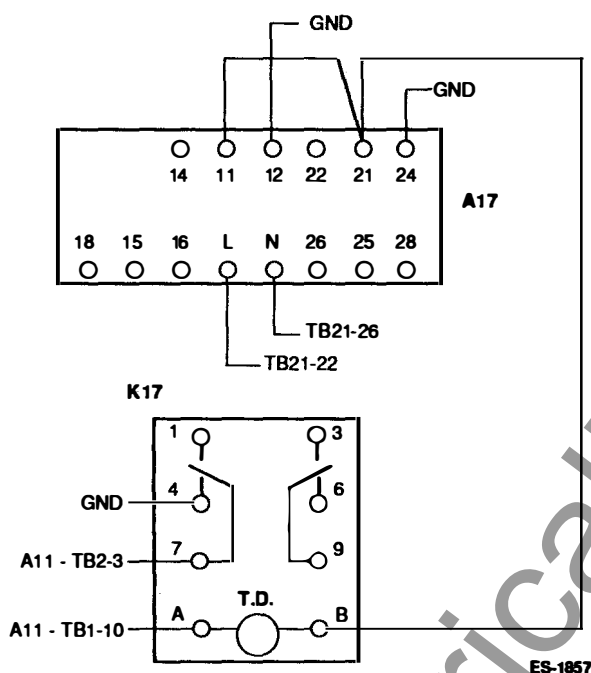 GND
GND
14 11 12 22 21 24
A17
18 15 16 L N 26 25 28
TB21-26
TB21-22
K17
1 3
4 6
GND
7 9
A11 - TB2-3
T.D.
A B
A11 - TB1-10
ES-1857